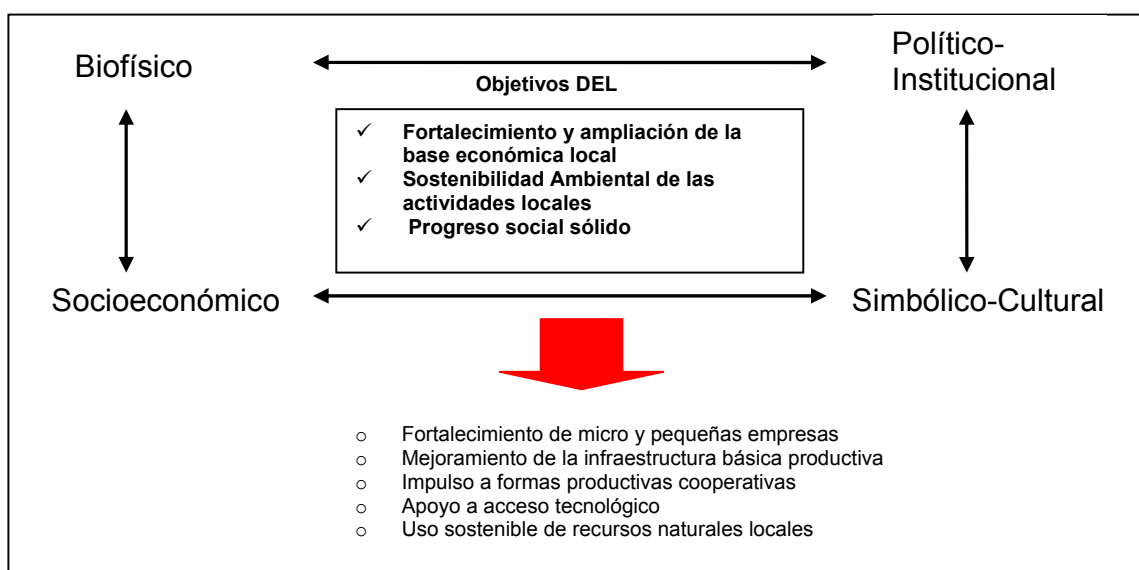 Biofísico
Político-
Institucional
Objetivos DEL
✓ Fortalecimiento y ampliación de la
base económica local
✓ Sostenibilidad Ambiental de las
actividades locales
✓ Progreso social sólido
Socioeconómico
Simbólico-Cultural
o Fortalecimiento de micro y pequeñas empresas
o Mejoramiento de la infraestructura básica productiva
o Impulso a formas productivas cooperativas
o Apoyo a acceso tecnológico
o Uso sostenible de recursos naturales locales